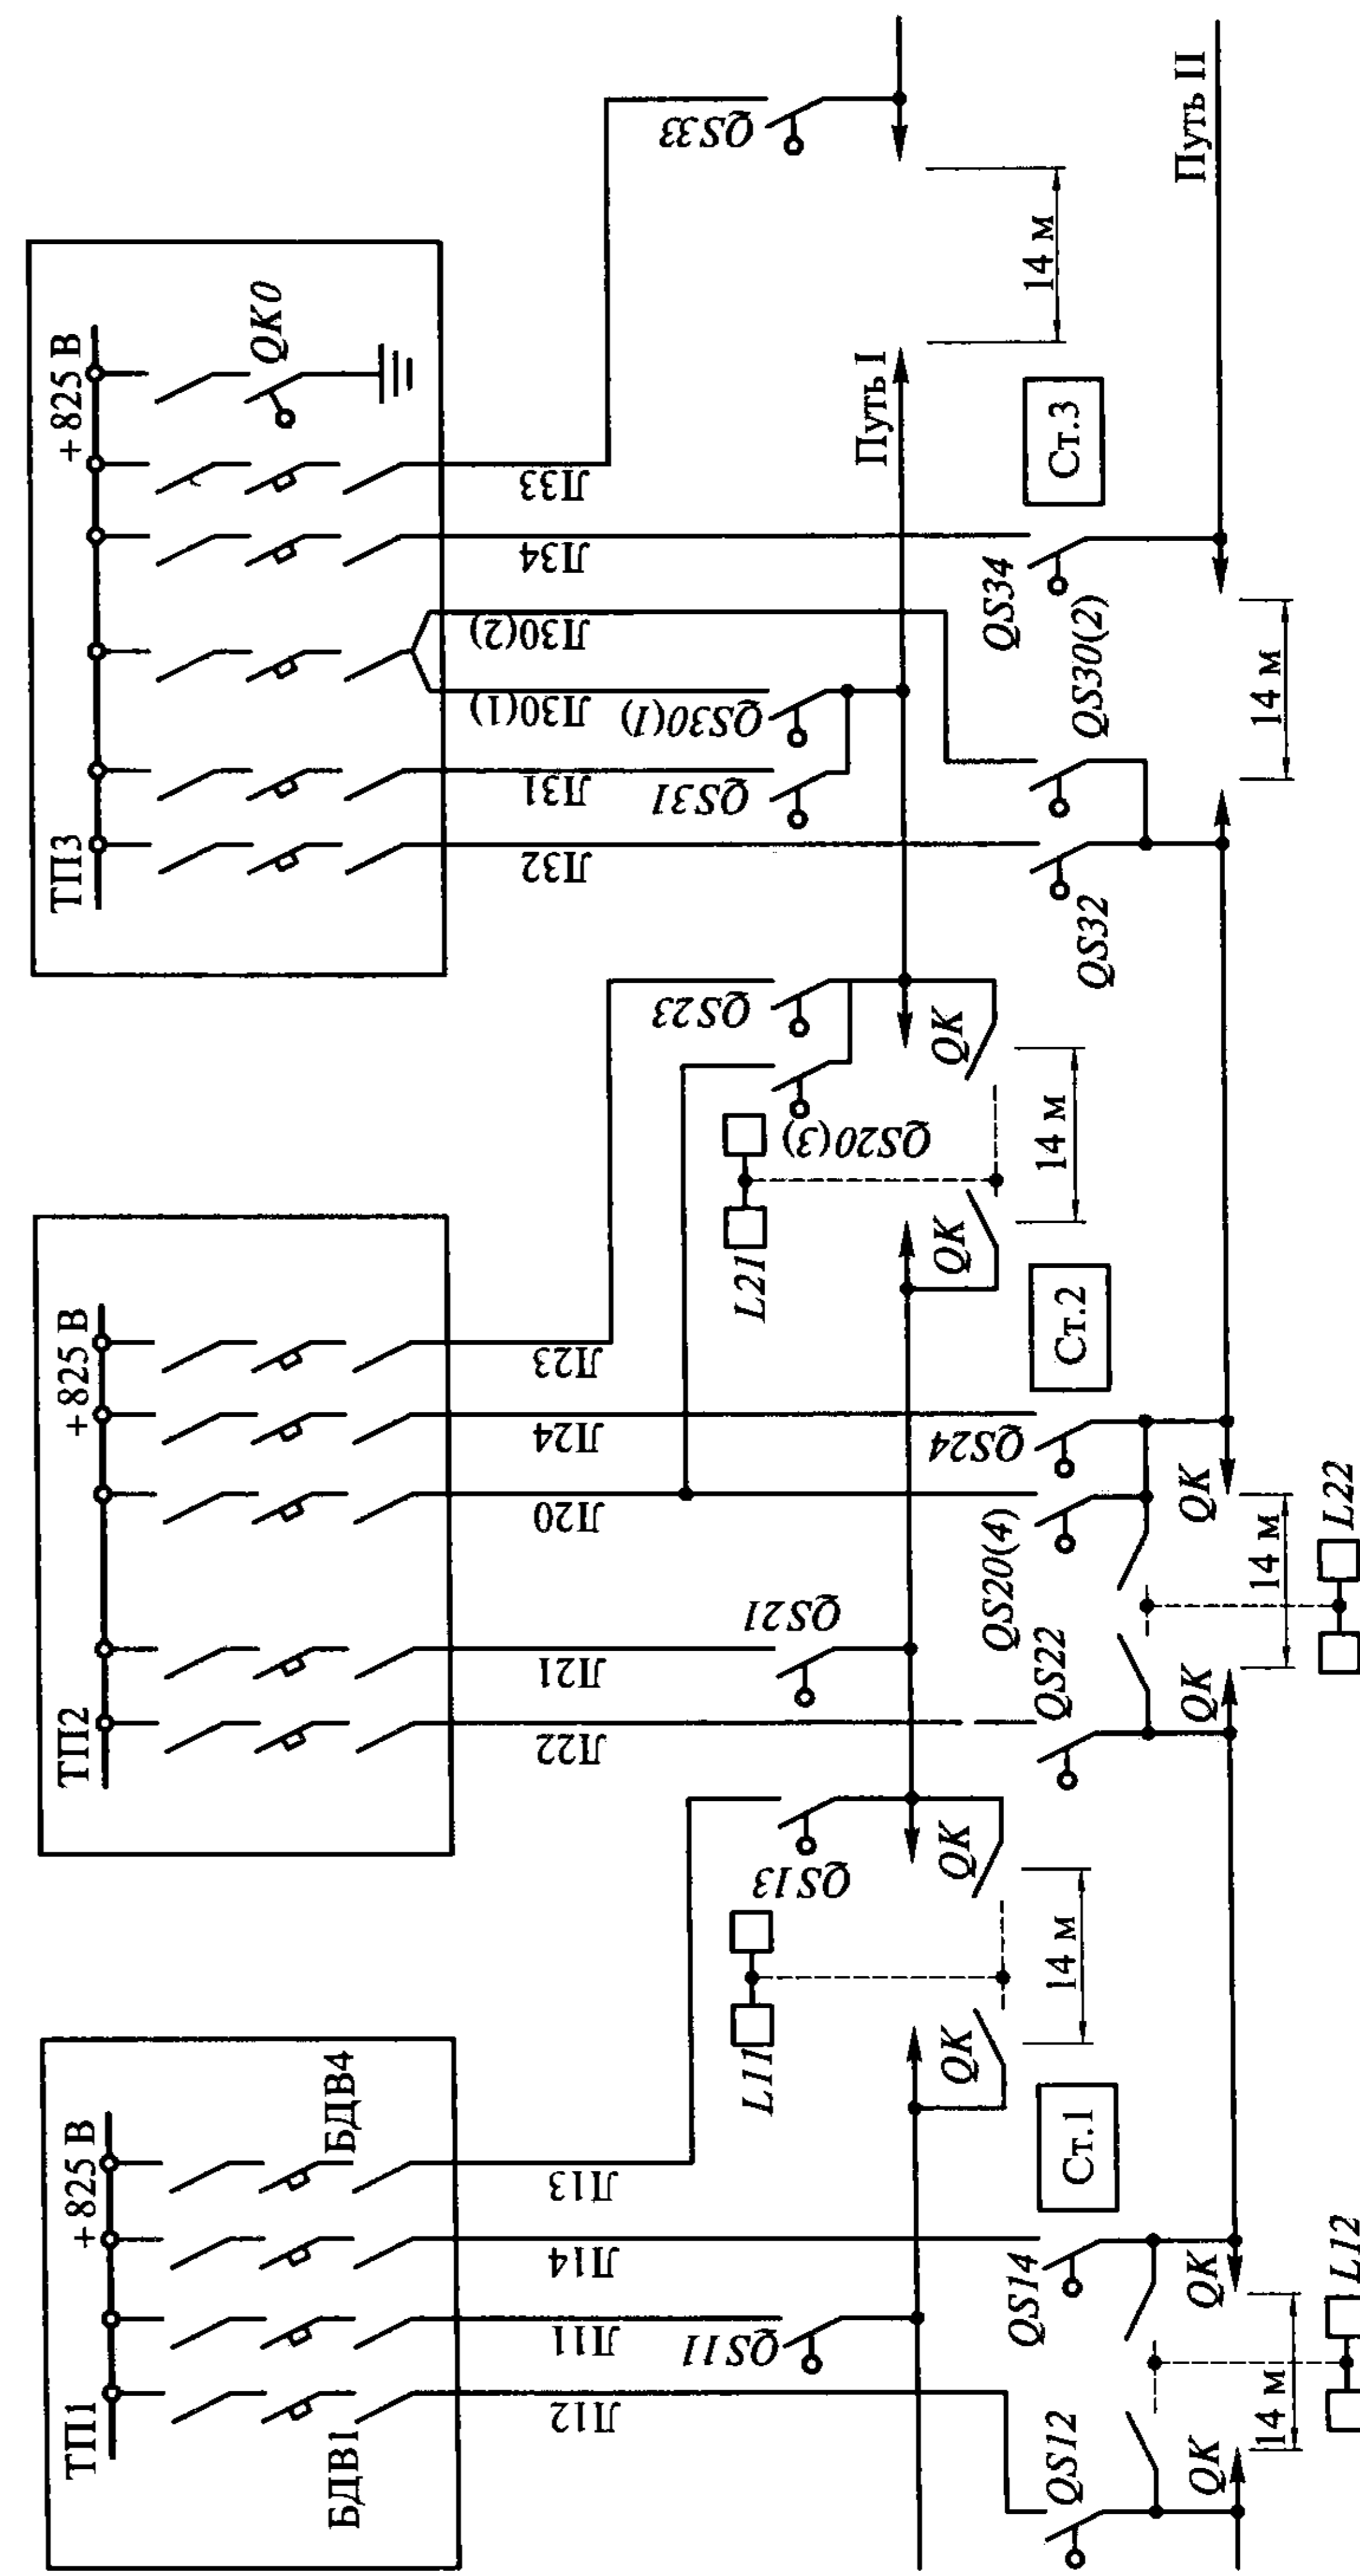 ТП1
+825 В
БДВ1
БДВ4
Л12
Л11
Л14
Л13
QS11
QS13
L11
QK
QK
14 м
Ст.1
QS12
QS14
QK
QK
14 м
L12
ТП2
+825 В
Л22
Л21
Л20
Л24
Л23
QS21
QS23
QS20(3)
L21
QK
QK
14 м
Ст.2
QS22
QS20(4)
QS24
QK
QK
14 м
L22
ТП3
+825 В
QK0
Л32
Л31
Л30(1)
Л30(2)
Л34
Л33
QS31
QS30(1)
QS33
Путь I
14 м
Ст.3
QS32
QS30(2)
QS34
14 м
Путь II